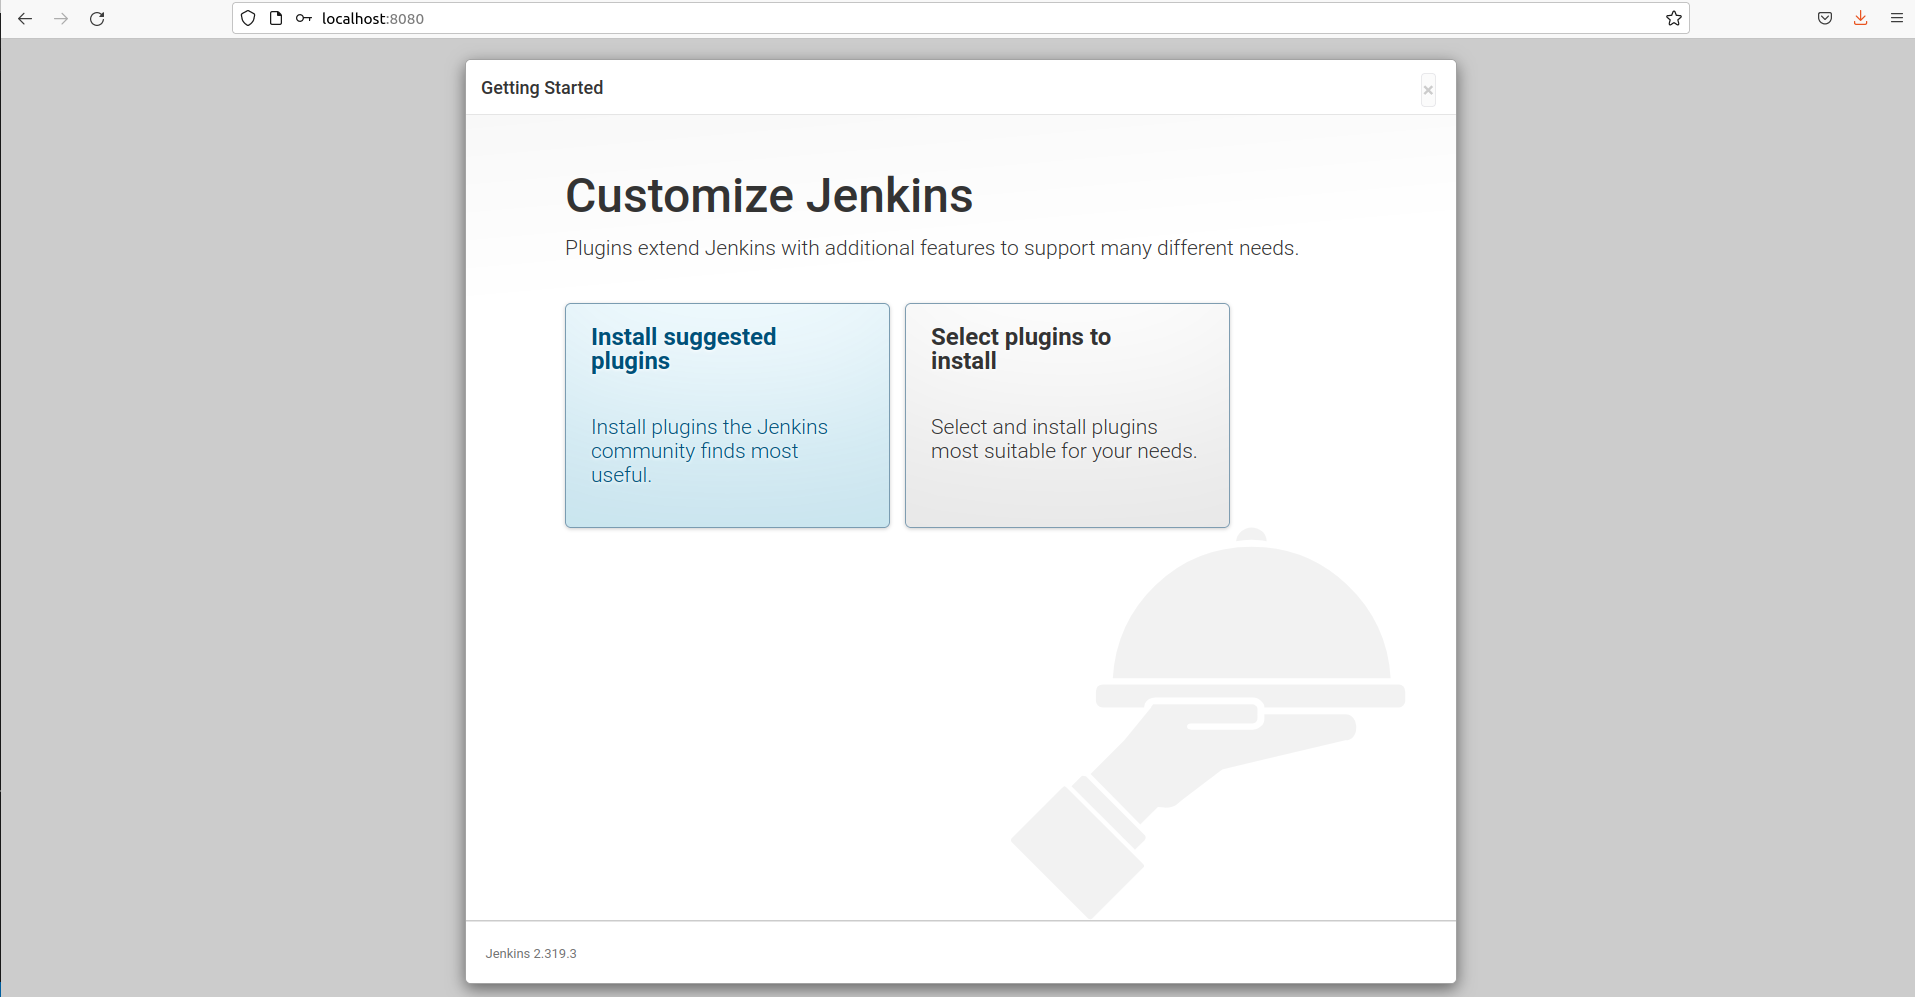 localhost:8080
Getting Started
×
Customize Jenkins
Plugins extend Jenkins with additional features to support many different needs.
Install suggested
plugins
Install plugins the Jenkins
community finds most
useful.
Select plugins to
install
Select and install plugins
most suitable for your needs.
Jenkins 2.319.3